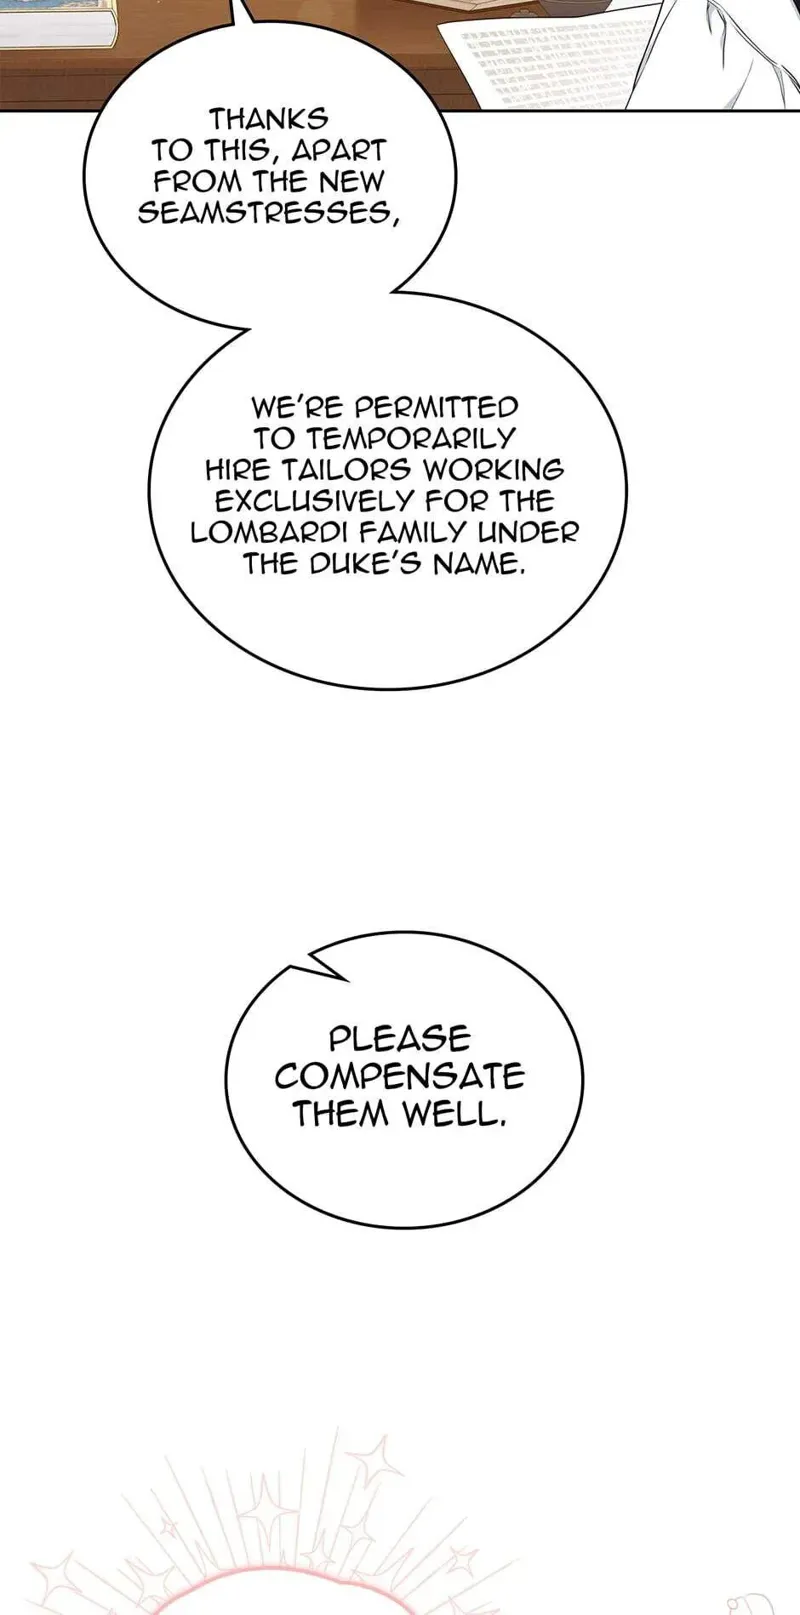 THANKS
TO THIS, APART
FROM THE NEW
SEAMSTRESSES,
WE'RE PERMITTED
TO TEMPORARILY
HIRE TAILORS WORKING
EXCLUSIVELY FOR THE
LOMBARDI FAMILY UNDER
THE DUKE'S NAME.
PLEASE
COMPENSATE
THEM WELL.